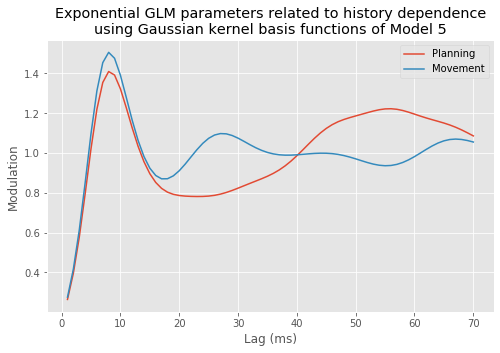 Exponential GLM parameters related to history dependence
using Gaussian kernel basis functions of Model 5
Planning
Movement
Modulation
1.4
1.2
1.0
0.8
0.6
0.4
0 10 20 30 40 50 60 70
Lag (ms)